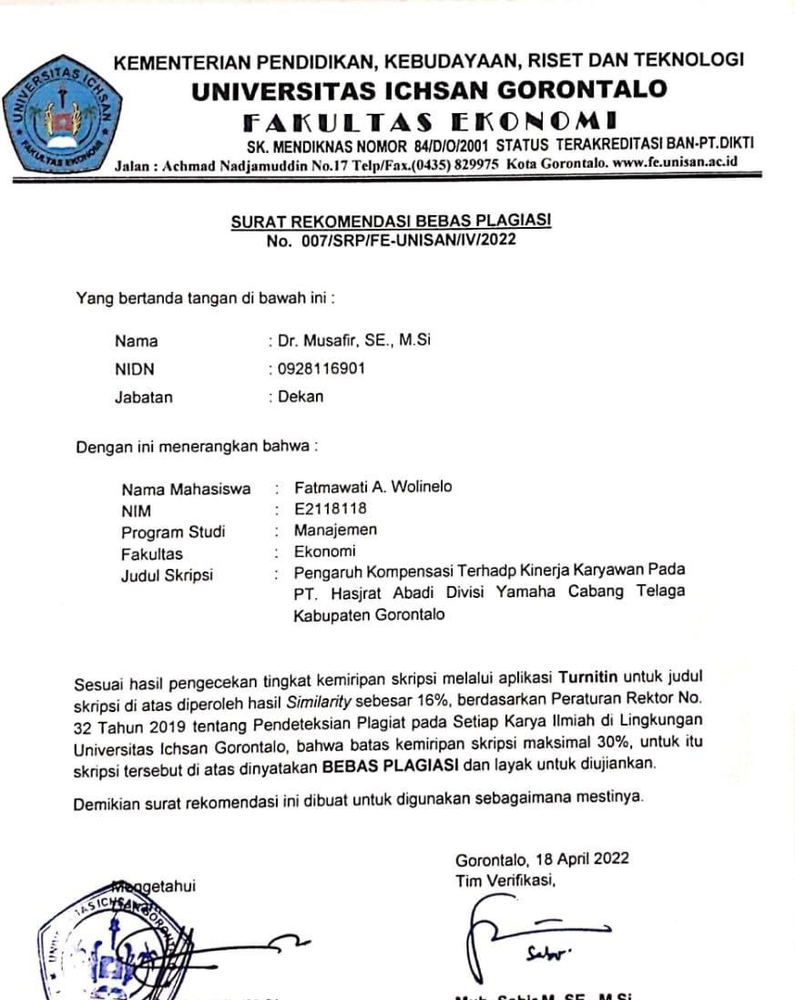 KEMENTERIAN PENDIDIKAN, KEBUDAYAAN, RISET DAN TEKNOLOGI
UNIVERSITAS ICHSAN GORONTALO
FAKULTAS EKONOMI
SK. MENDIKNAS NOMOR 84/D/O/2001 STATUS TERAKREDITASI BAN-PT.DIKTI
Jalan : Achmad Nadjamuddin No.17 Telp/Fax.(0435) 829975 Kota Gorontalo. www.fe.unisan.ac.id
UNIVERSITAS ICHSAN
FAKULTAS EKONOMI
SURAT REKOMENDASI BEBAS PLAGIASI
No. 007/SRP/FE-UNISAN/IV/2022
Yang bertanda tangan di bawah ini :
Nama : Dr. Musafir, SE., M.Si
NIDN : 0928116901
Jabatan : Dekan
Dengan ini menerangkan bahwa :
Nama Mahasiswa : Fatmawati A. Wolinelo
NIM : E2118118
Program Studi : Manajemen
Fakultas : Ekonomi
Judul Skripsi : Pengaruh Kompensasi Terhadp Kinerja Karyawan Pada
PT. Hasjrat Abadi Divisi Yamaha Cabang Telaga
Kabupaten Gorontalo
Sesuai hasil pengecekan tingkat kemiripan skripsi melalui aplikasi Turnitin untuk judul
skripsi di atas diperoleh hasil Similarity sebesar 16%, berdasarkan Peraturan Rektor No.
32 Tahun 2019 tentang Pendeteksian Plagiat pada Setiap Karya Ilmiah di Lingkungan
Universitas Ichsan Gorontalo, bahwa batas kemiripan skripsi maksimal 30%, untuk itu
skripsi tersebut di atas dinyatakan BEBAS PLAGIASI dan layak untuk diujiankan.
Demikian surat rekomendasi ini dibuat untuk digunakan sebagaimana mestinya.
Gorontalo, 18 April 2022
Tim Verifikasi,
Mengetahui